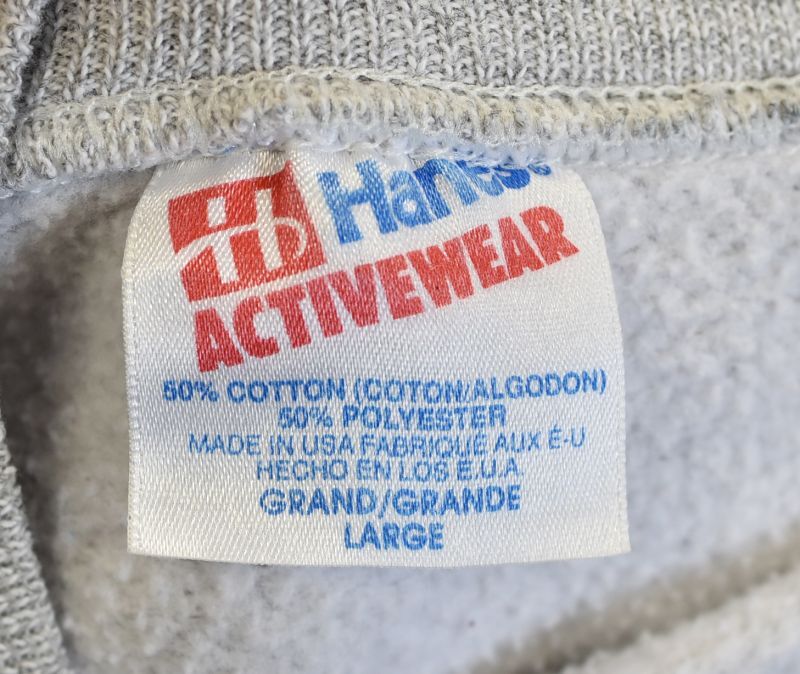 Hanes
ACTIVEWEAR
50% COTTON (COTON/ALGODON)
50% POLYESTER
MADE IN USA FABRIQUÉ AUX É-U
HECHO EN LOS E.U.A.
GRAND/GRANDE
LARGE